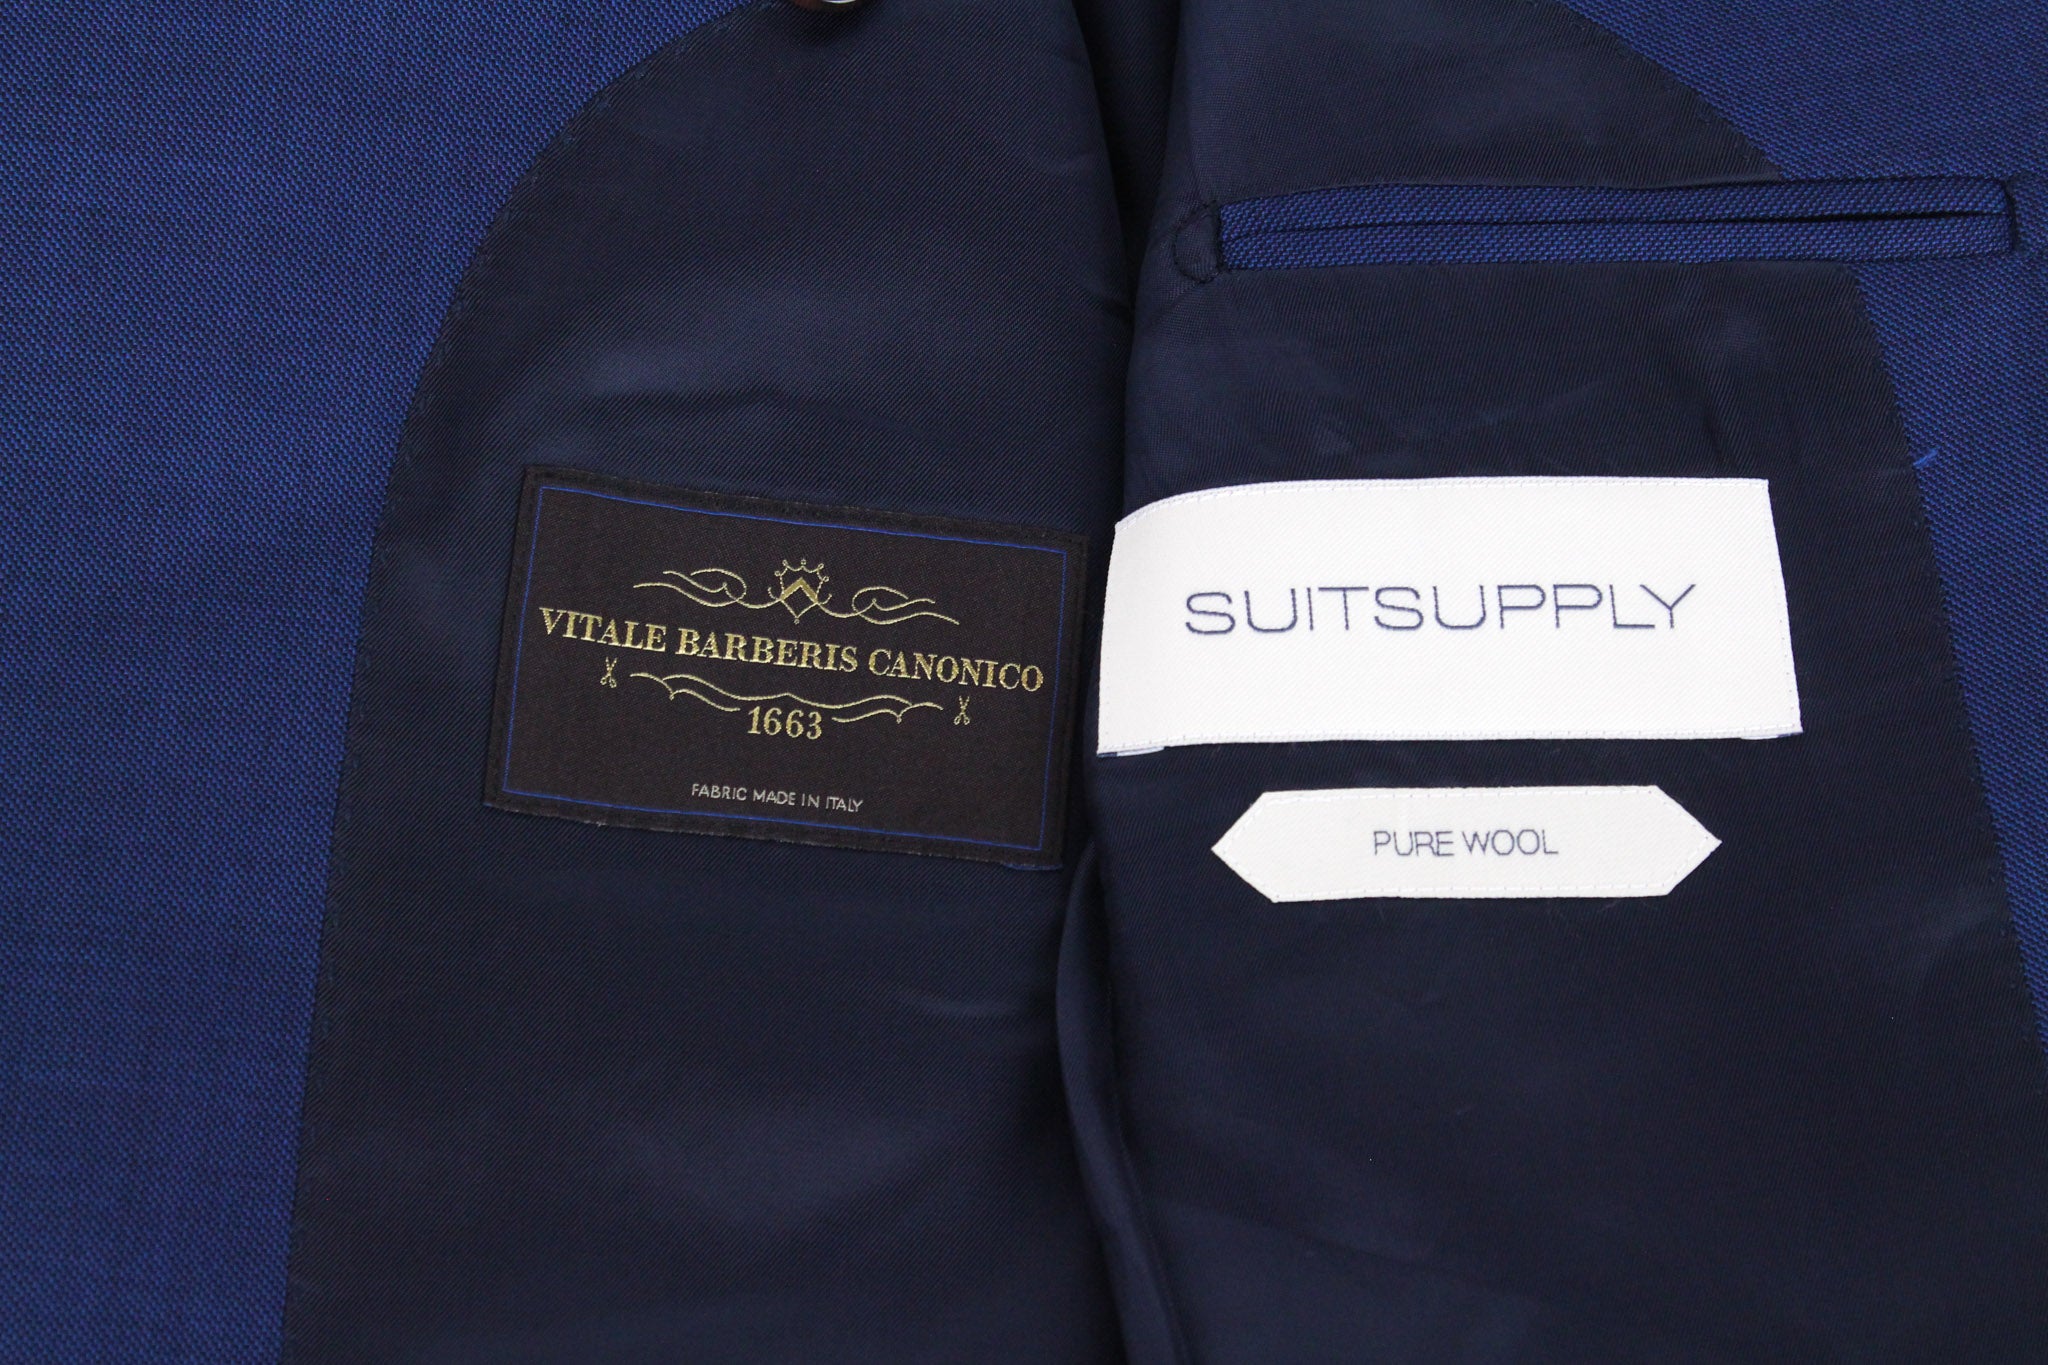 VITALE BARBERIS CANONICO
1663
FABRIC MADE IN ITALY
SUITSUPPLY
PURE WOOL